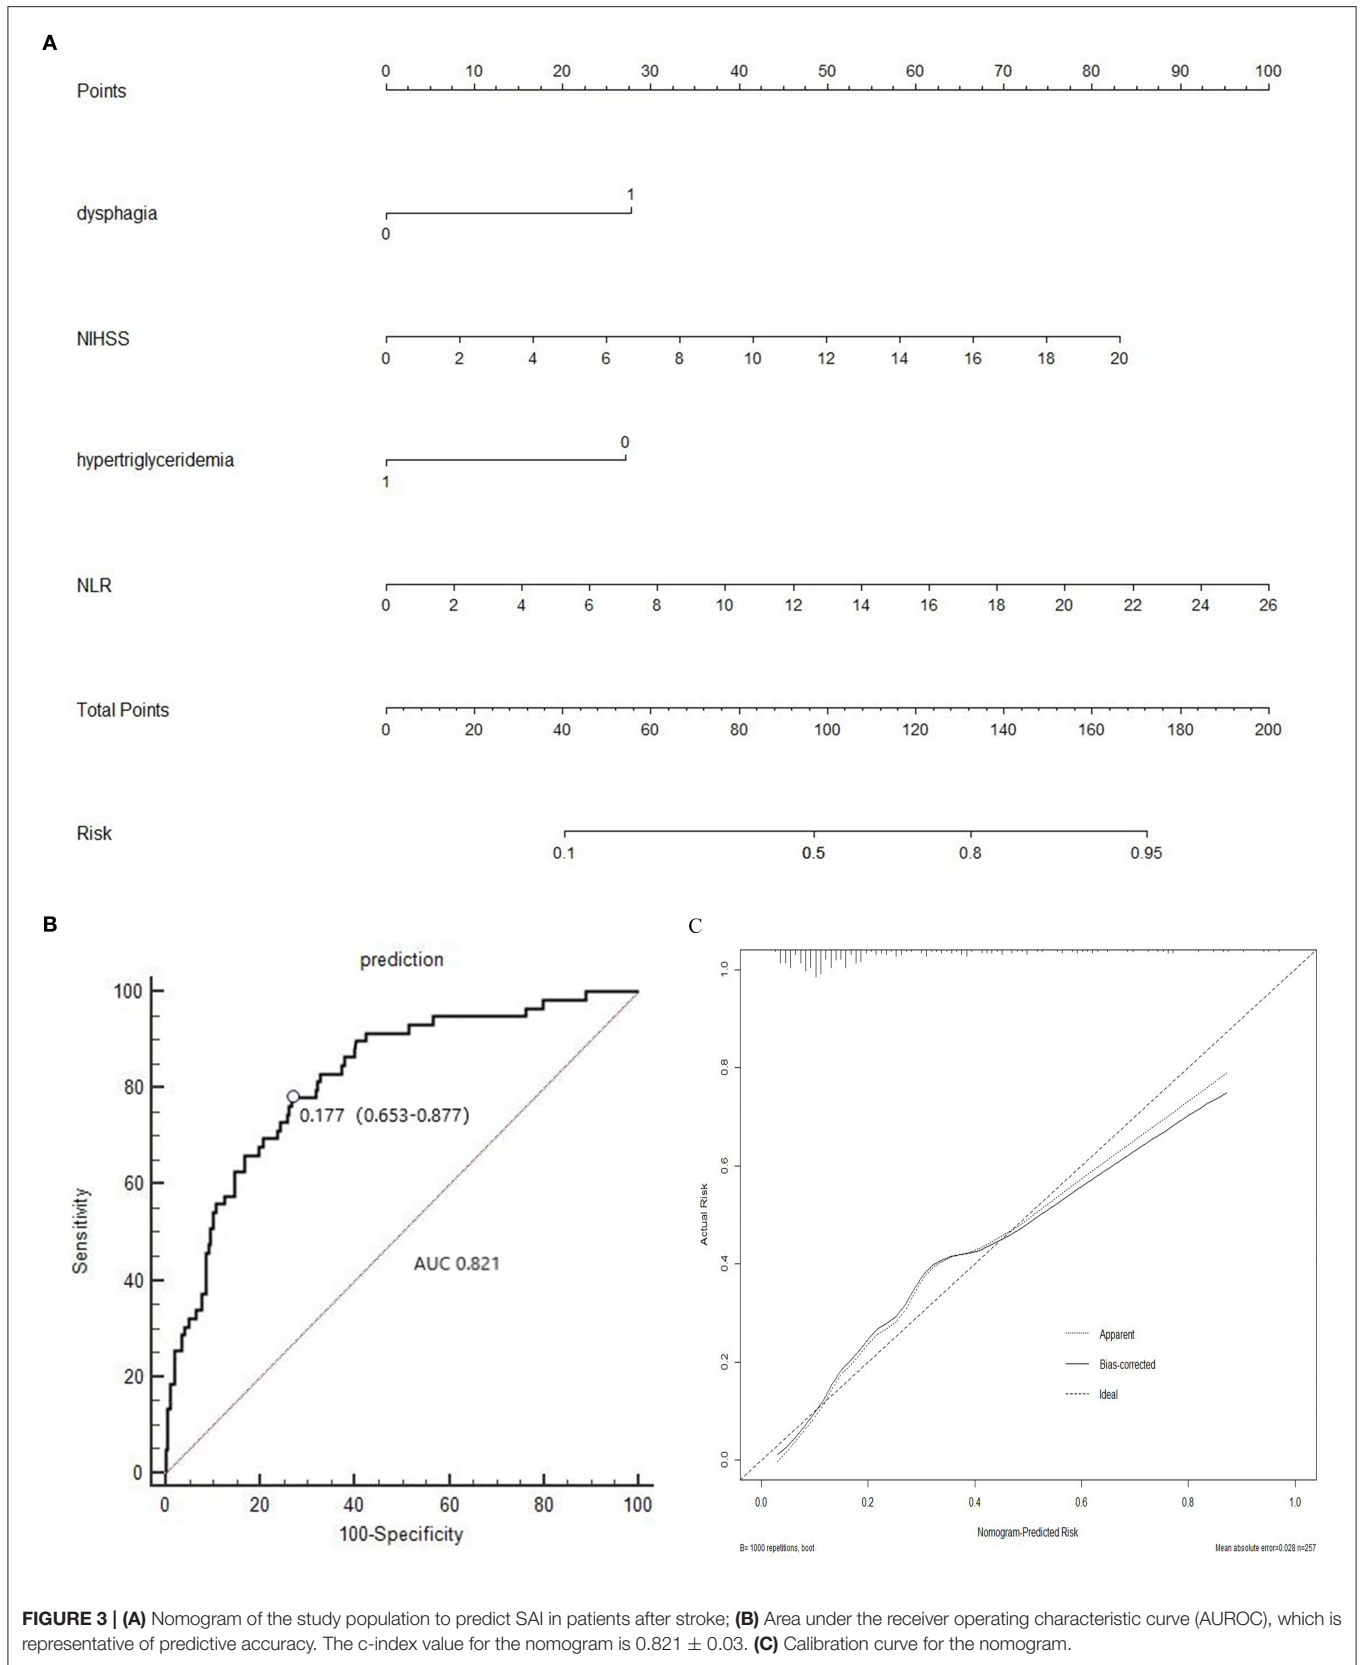 A
0 10 20 30 40 50 60 70 80 90 100
Points
1
dysphagia
0
NIHSS
0 2 4 6 8 10 12 14 16 18 20
0
hypertriglyceridemia
1
NLR
0 2 4 6 8 10 12 14 16 18 20 22 24 26
Total Points
0 20 40 60 80 100 120 140 160 180 200
Risk
0.1 0.5 0.8 0.95
B
prediction
100
80
60
40
20
0
Sensitivity
0.177 (0.653-0.877)
AUC 0.821
0 20 40 60 80 100
100-Specificity
C
1.0
0.8
0.6
0.4
0.2
0.0
Actual Risk
Apparent
Bias-corrected
Ideal
0.0 0.2 0.4 0.6 0.8 1.0
Nomogram-Predicted Risk
B= 1000 repetitions, boot
Mean absolute error=0.028 n=257
FIGURE 3 | (A) Nomogram of the study population to predict SAI in patients after stroke; (B) Area under the receiver operating characteristic curve (AUROC), which is
representative of predictive accuracy. The c-index value for the nomogram is 0.821 ± 0.03. (C) Calibration curve for the nomogram.